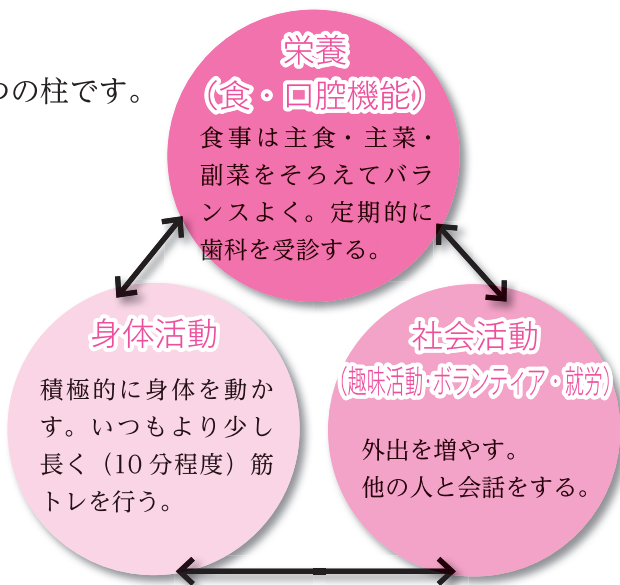 つの柱です。
栄養
（食・口腔機能）
食事は主食・主菜・
副菜をそろえてバラ
ンスよく。定期的に
歯科を受診する。
身体活動
積極的に身体を動か
す。いつもより少し
長く（10 分程度）筋
トレを行う。
社会活動
（趣味活動・ボランティア・就労）
外出を増やす。
他の人と会話をする。